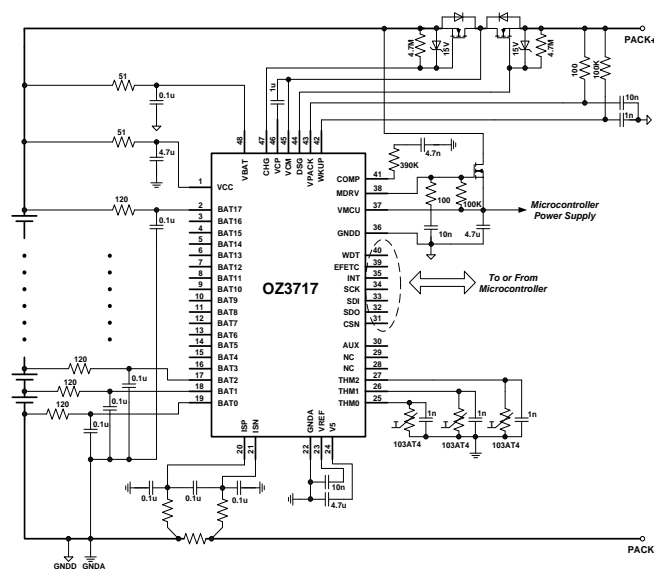 PACK+
4.7M
15V
15V
4.7M
100
100K
51
0.1u
1u
10n
1n
51
4.7u
48
47
46
45
44
43
42
VBAT
CHG
VCP
VCM
DSG
VPACK
WKUP
4.7n
390K
COMP
41
MDRV
38
100
100K
VMCU
37
Microcontroller
Power Supply
10n
4.7u
GNDD
36
1
VCC
120
0.1u
2
BAT17
3
BAT16
4
BAT15
5
BAT14
6
BAT13
7
BAT12
8
BAT11
9
BAT10
10
BAT9
11
BAT8
12
BAT7
13
BAT6
14
BAT5
15
BAT4
16
BAT3
17
BAT2
18
BAT1
19
BAT0
OZ3717
WDT
40
EFETC
39
INT
35
SCK
34
SDI
33
SDO
32
CSN
31
To or From
Microcontroller
AUX
30
NC
29
NC
28
THM2
27
THM1
26
THM0
25
120
120
120
0.1u
0.1u
0.1u
1n
1n
1n
T
T
T
103AT4
103AT4
103AT4
ISP
ISN
GNDA
VREF
V5
20
21
22
23
24
0.1u
0.1u
0.1u
10n
4.7u
GNDD
GNDA
PACK